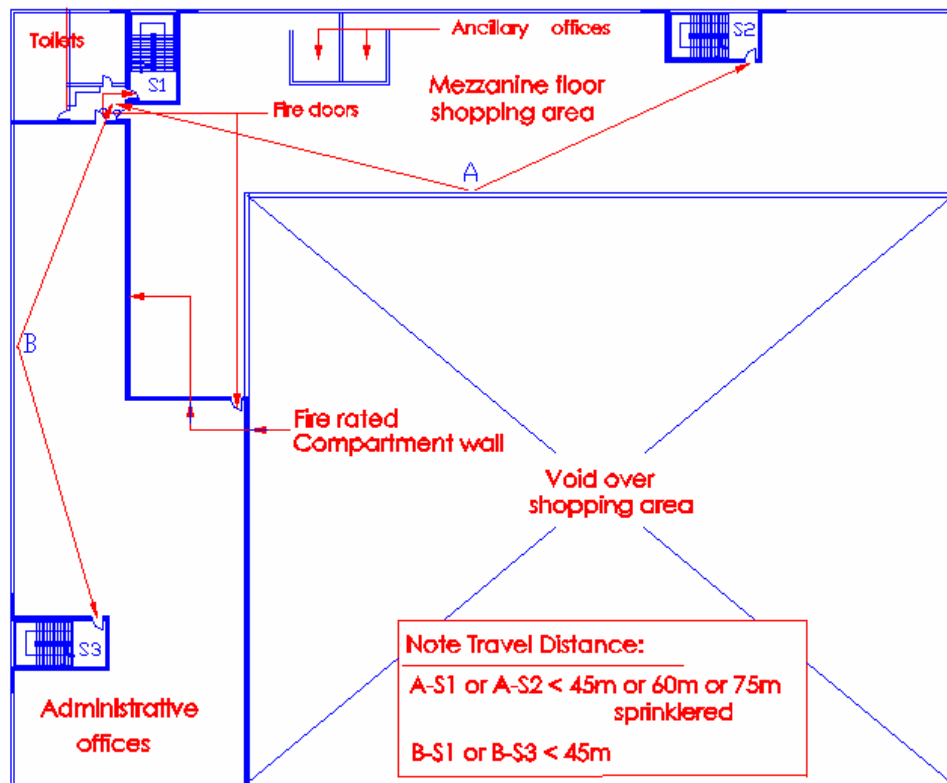 Toilets
S1
Ancillary offices
S2
Mezzanine floor
shopping area
Fire doors
A
B
Fire rated
Compartment wall
Void over
shopping area
S3
Administrative
offices
Note Travel Distance:
A-S1 or A-S2 < 45m or 60m or 75m
sprinklered
B-S1 or B-S3 < 45m